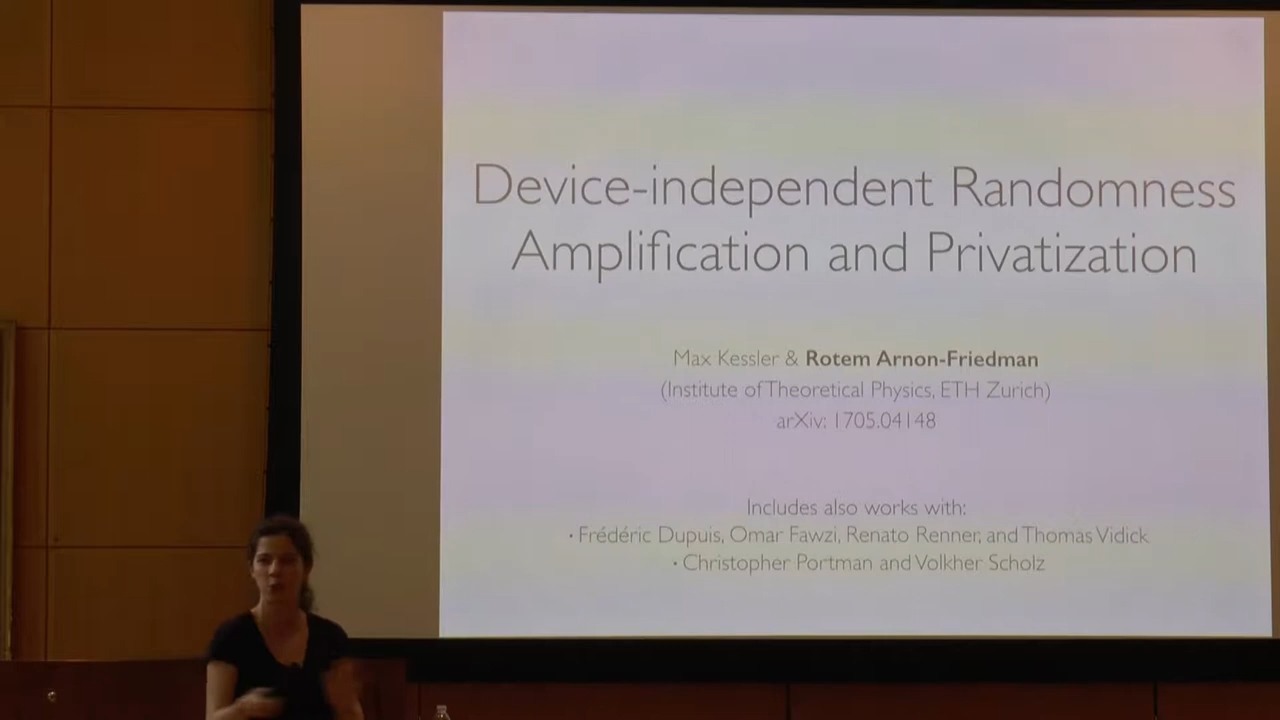 Device-independent Randomness
Amplification and Privatization
Max Kessler & Rotem Arnon-Friedman
(Institute of Theoretical Physics, ETH Zurich)
arXiv: 1705.04148
Includes also works with:
• Frédéric Dupuis, Omar Fawzi, Renato Renner, and Thomas Vidick
• Christopher Portman and Volkher Scholz